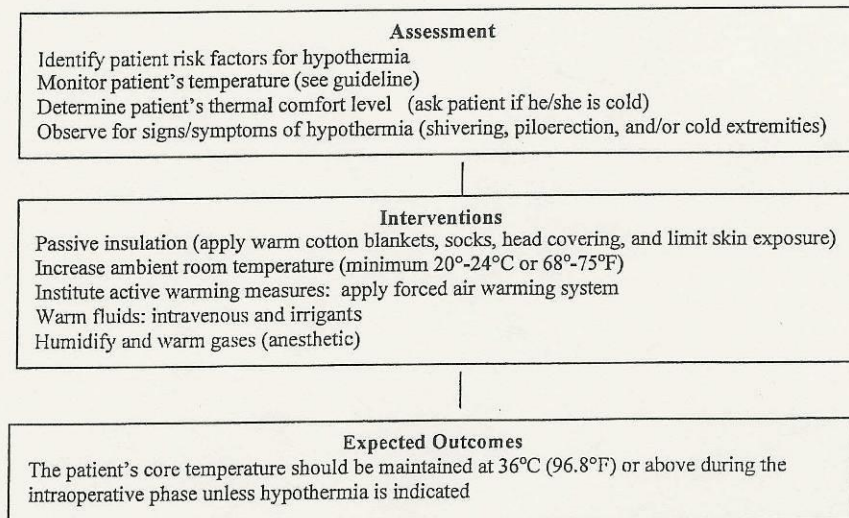 Assessment
Identify patient risk factors for hypothermia
Monitor patient's temperature (see guideline)
Determine patient's thermal comfort level (ask patient if he/she is cold)
Observe for signs/symptoms of hypothermia (shivering, piloerection, and/or cold extremities)
Interventions
Passive insulation (apply warm cotton blankets, socks, head covering, and limit skin exposure)
Increase ambient room temperature (minimum 20°-24°C or 68°-75°F)
Institute active warming measures: apply forced air warming system
Warm fluids: intravenous and irrigants
Humidify and warm gases (anesthetic)
Expected Outcomes
The patient's core temperature should be maintained at 36°C (96.8°F) or above during the
intraoperative phase unless hypothermia is indicated